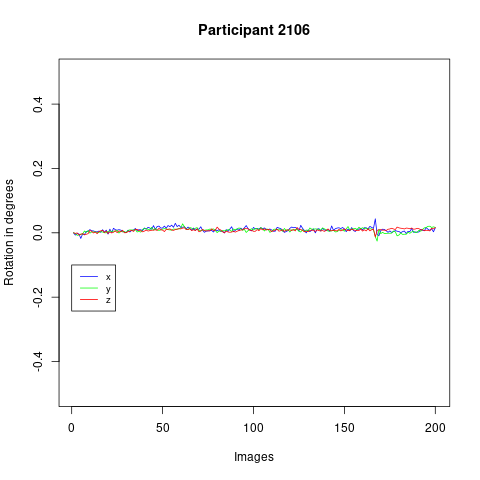 Participant 2106
Rotation in degrees
0.4
0.2
0.0
-0.2
-0.4
x
y
z
0 50 100 150 200
Images